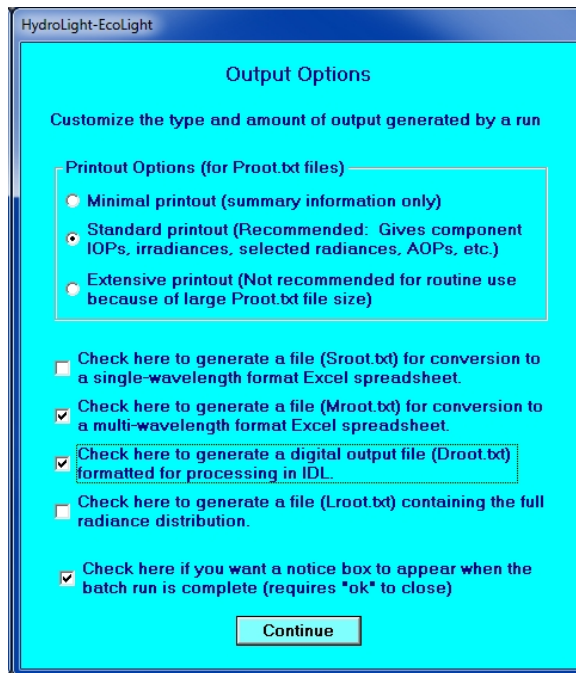 HydroLight-EcoLight
Output Options
Customize the type and amount of output generated by a run
Printout Options (for Proot.txt files)
Minimal printout (summary information only)
Standard printout (Recommended: Gives component
IOPs, irradiances, selected radiances, AOPs, etc.)
Extensive printout (Not recommended for routine use
because of large Proot.txt file size)
Check here to generate a file (Sroot.txt) for conversion to
a single-wavelength format Excel spreadsheet.
Check here to generate a file (Mroot.txt) for conversion to
a multi-wavelength format Excel spreadsheet.
Check here to generate a digital output file (Droot.txt)
formatted for processing in IDL.
Check here to generate a file (Lroot.txt) containing the full
radiance distribution.
Check here if you want a notice box to appear when the
batch run is complete (requires "ok" to close)
Continue